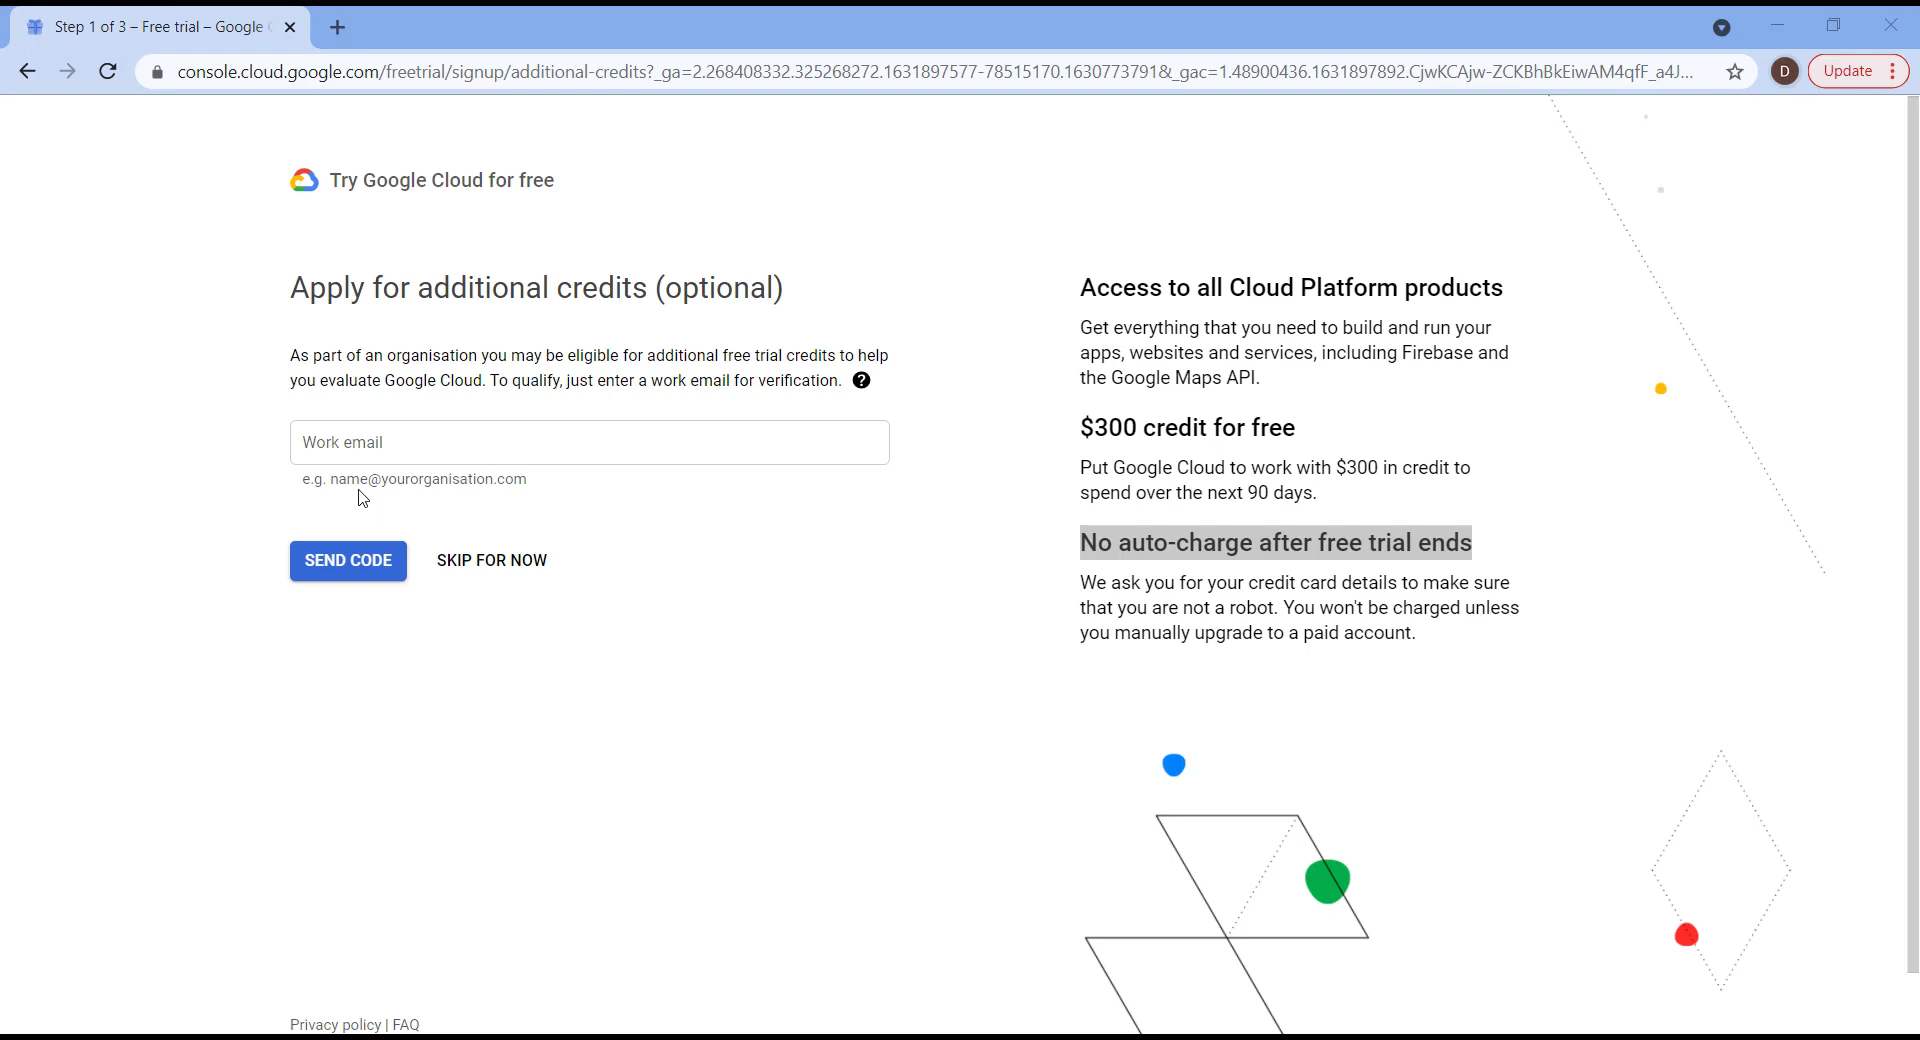 Step 1 of 3 – Free trial – Google
console.cloud.google.com/freetrial/signup/additional-credits?_ga=2.268408332.325268272.1631897577-78515170.1630773791&_gac=1.48900436.1631897892.CjwKCAjw-ZCKBhBkEiwAM4qfF_a4J...
D
Update
Try Google Cloud for free
Apply for additional credits (optional)
As part of an organisation you may be eligible for additional free trial credits to help
you evaluate Google Cloud. To qualify, just enter a work email for verification. ?
Work email
e.g. name@yourorganisation.com
SEND CODE
SKIP FOR NOW
Access to all Cloud Platform products
Get everything that you need to build and run your
apps, websites and services, including Firebase and
the Google Maps API.
$300 credit for free
Put Google Cloud to work with $300 in credit to
spend over the next 90 days.
No auto-charge after free trial ends
We ask you for your credit card details to make sure
that you are not a robot. You won't be charged unless
you manually upgrade to a paid account.
Privacy policy | FAQ